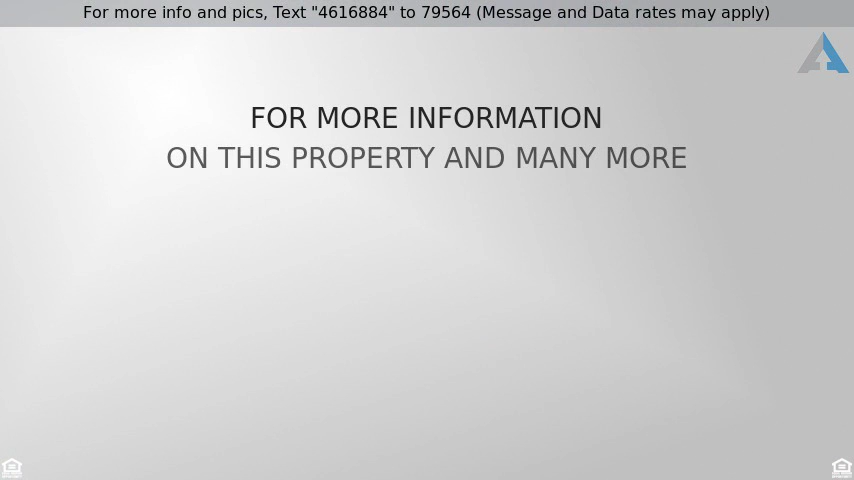 For more info and pics, Text "4616884" to 79564 (Message and Data rates may apply)
FOR MORE INFORMATION
ON THIS PROPERTY AND MANY MORE